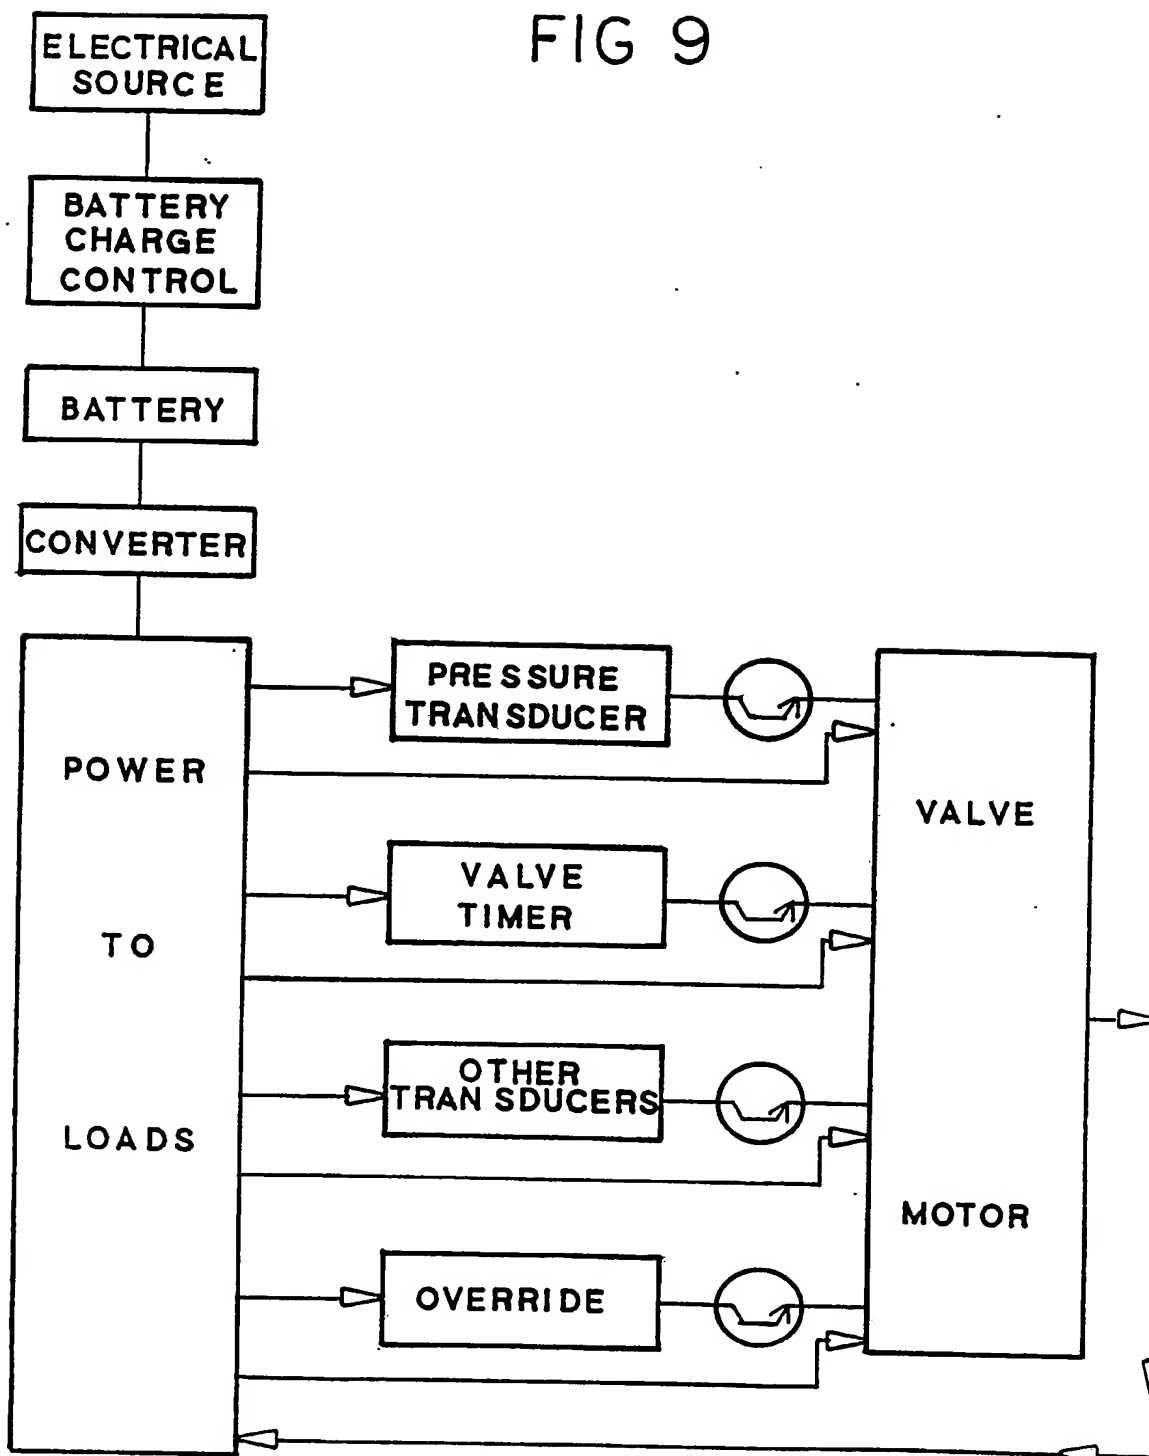 FIG 9
ELECTRICAL
SOURCE
BATTERY
CHARGE
CONTROL
BATTERY
CONVERTER
POWER
TO
LOADS
PRESSURE
TRANSDUCER
VALVE
TIMER
OTHER
TRANSDUCERS
OVERRIDE
VALVE
MOTOR